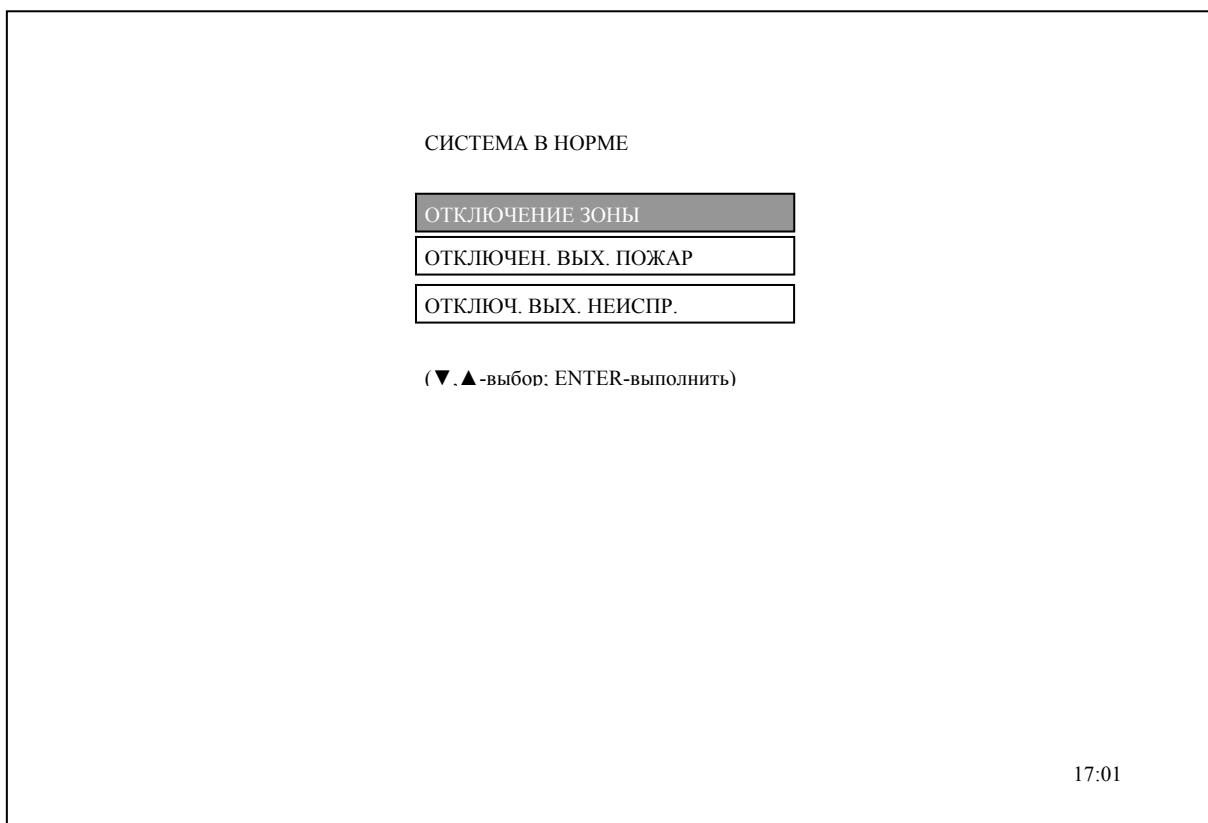 СИСТЕМА В НОРМЕ
ОТКЛЮЧЕНИЕ ЗОНЫ
ОТКЛЮЧЕН. ВЫХ. ПОЖАР
ОТКЛЮЧ. ВЫХ. НЕИСПР.
(▼,▲-выбор; ENTER-выполнить)
17:01